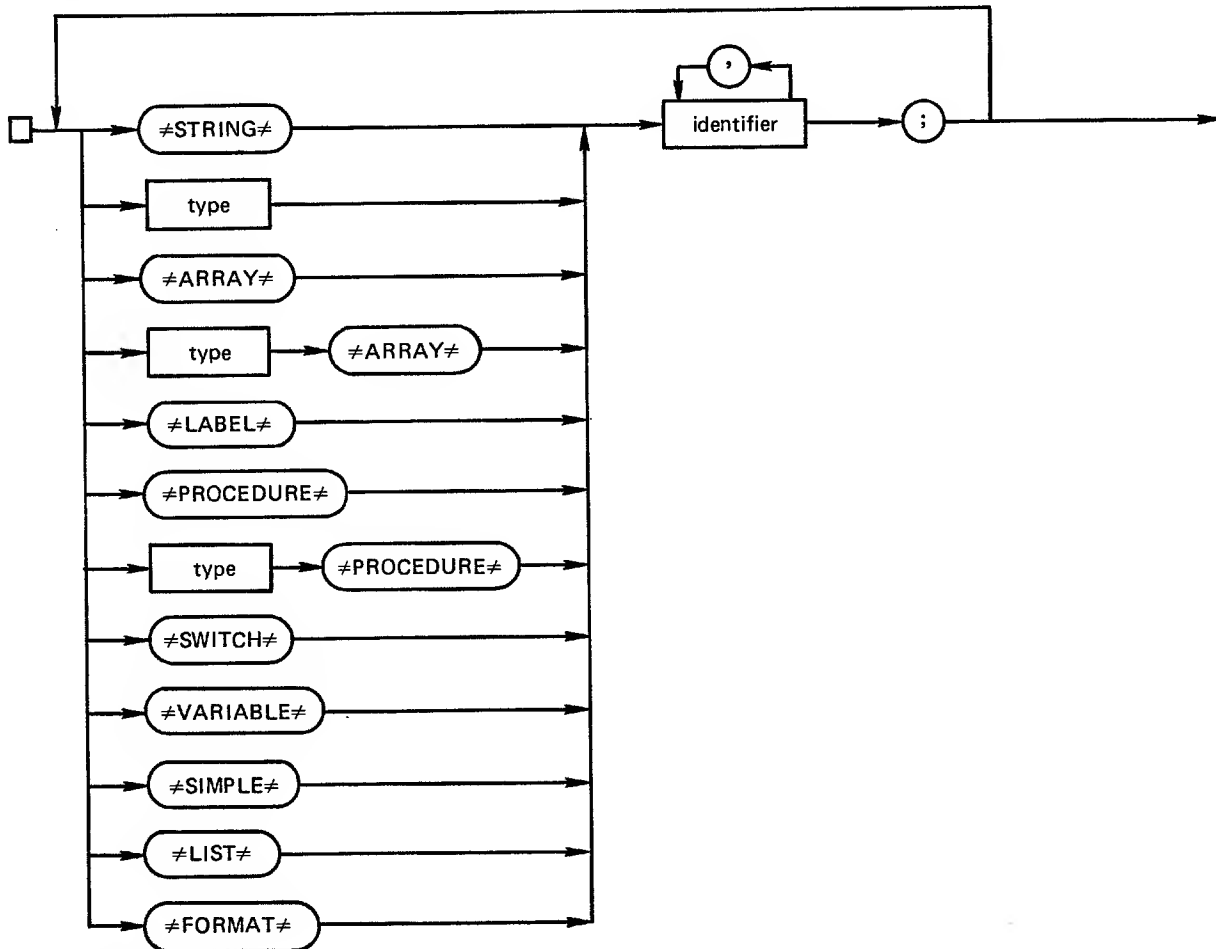 ,
≠STRING≠ identifier ;
type
≠ARRAY≠
type ≠ARRAY≠
≠LABEL≠
≠PROCEDURE≠
type ≠PROCEDURE≠
≠SWITCH≠
≠VARIABLE≠
≠SIMPLE≠
≠LIST≠
≠FORMAT≠